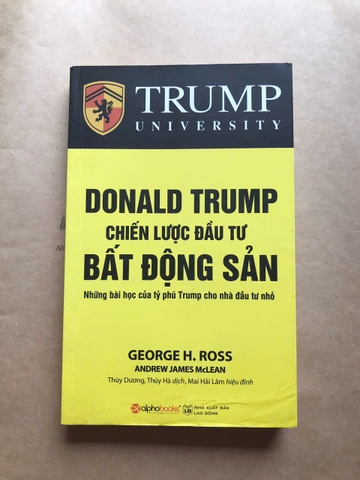 TRUMP
UNIVERSITY
DONALD TRUMP
CHIẾN LƯỢC ĐẦU TƯ
BẤT ĐỘNG SẢN
Những bài học của tỷ phú Trump cho nhà đầu tư nhỏ
GEORGE H. ROSS
ANDREW JAMES McLEAN
Thùy Dương, Thúy Hà dịch, Mai Hải Lâm hiệu đính
alphabooks
NHÀ XUẤT BẢN
LAO ĐỘNG